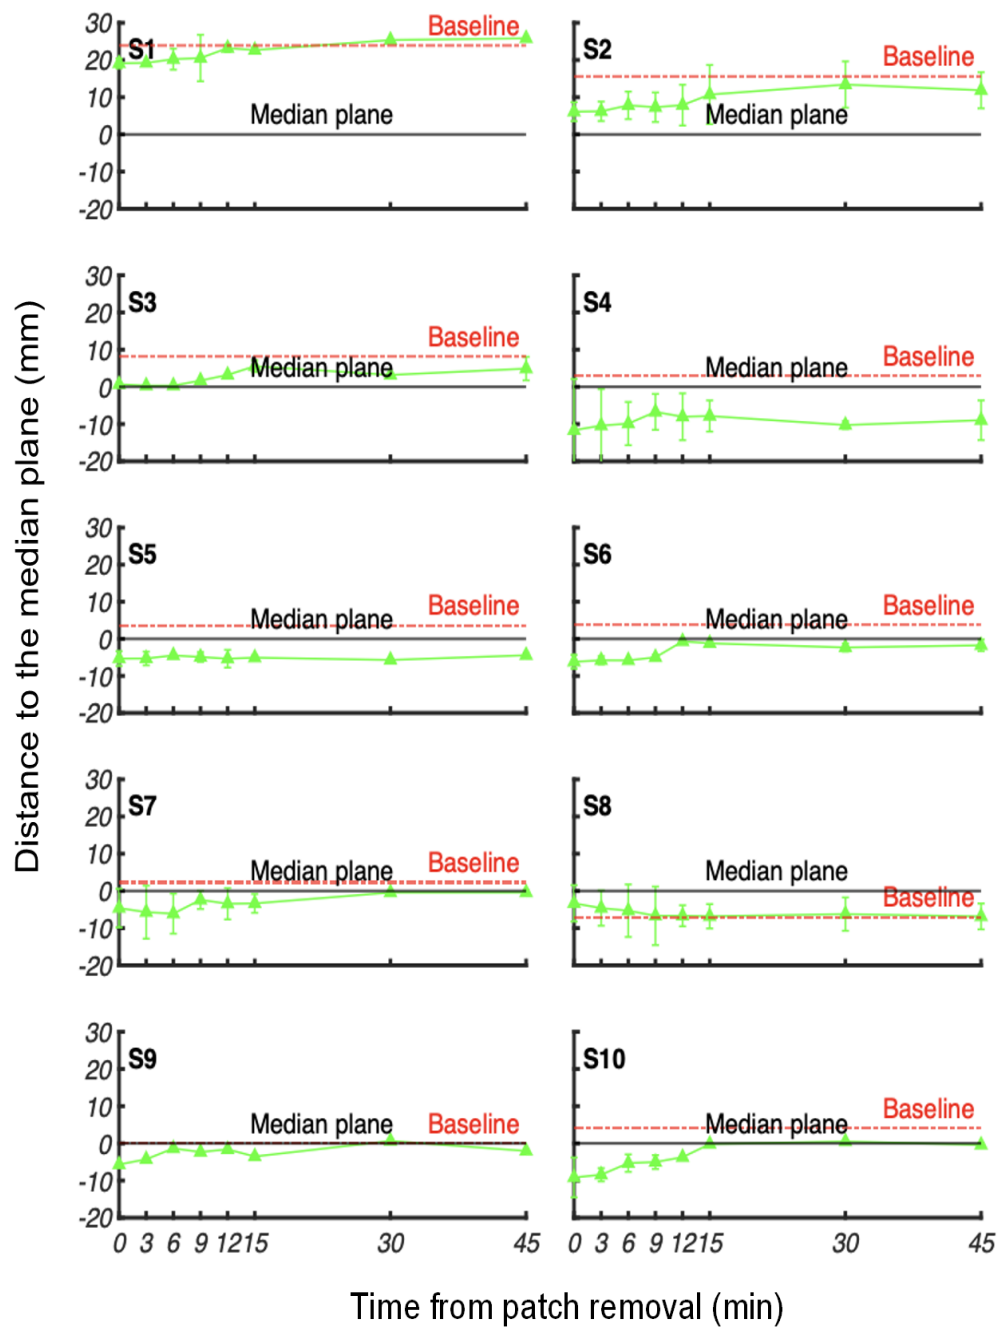 30
20
10
0
-10
-20
S1
Baseline
Median plane
S2
Baseline
Median plane
30
20
10
0
-10
-20
S3
Baseline
Median plane
S4
Baseline
Median plane
30
20
10
0
-10
-20
S5
Baseline
Median plane
S6
Baseline
Median plane
30
20
10
0
-10
-20
S7
Baseline
Median plane
S8
Median plane
Baseline
30
20
10
0
-10
-20
S9
Median plane Baseline
S10
Baseline
Median plane
0 3 6 9 12 15 30 45
0 3 6 9 12 15 30 45
Distance to the median plane (mm)
Time from patch removal (min)